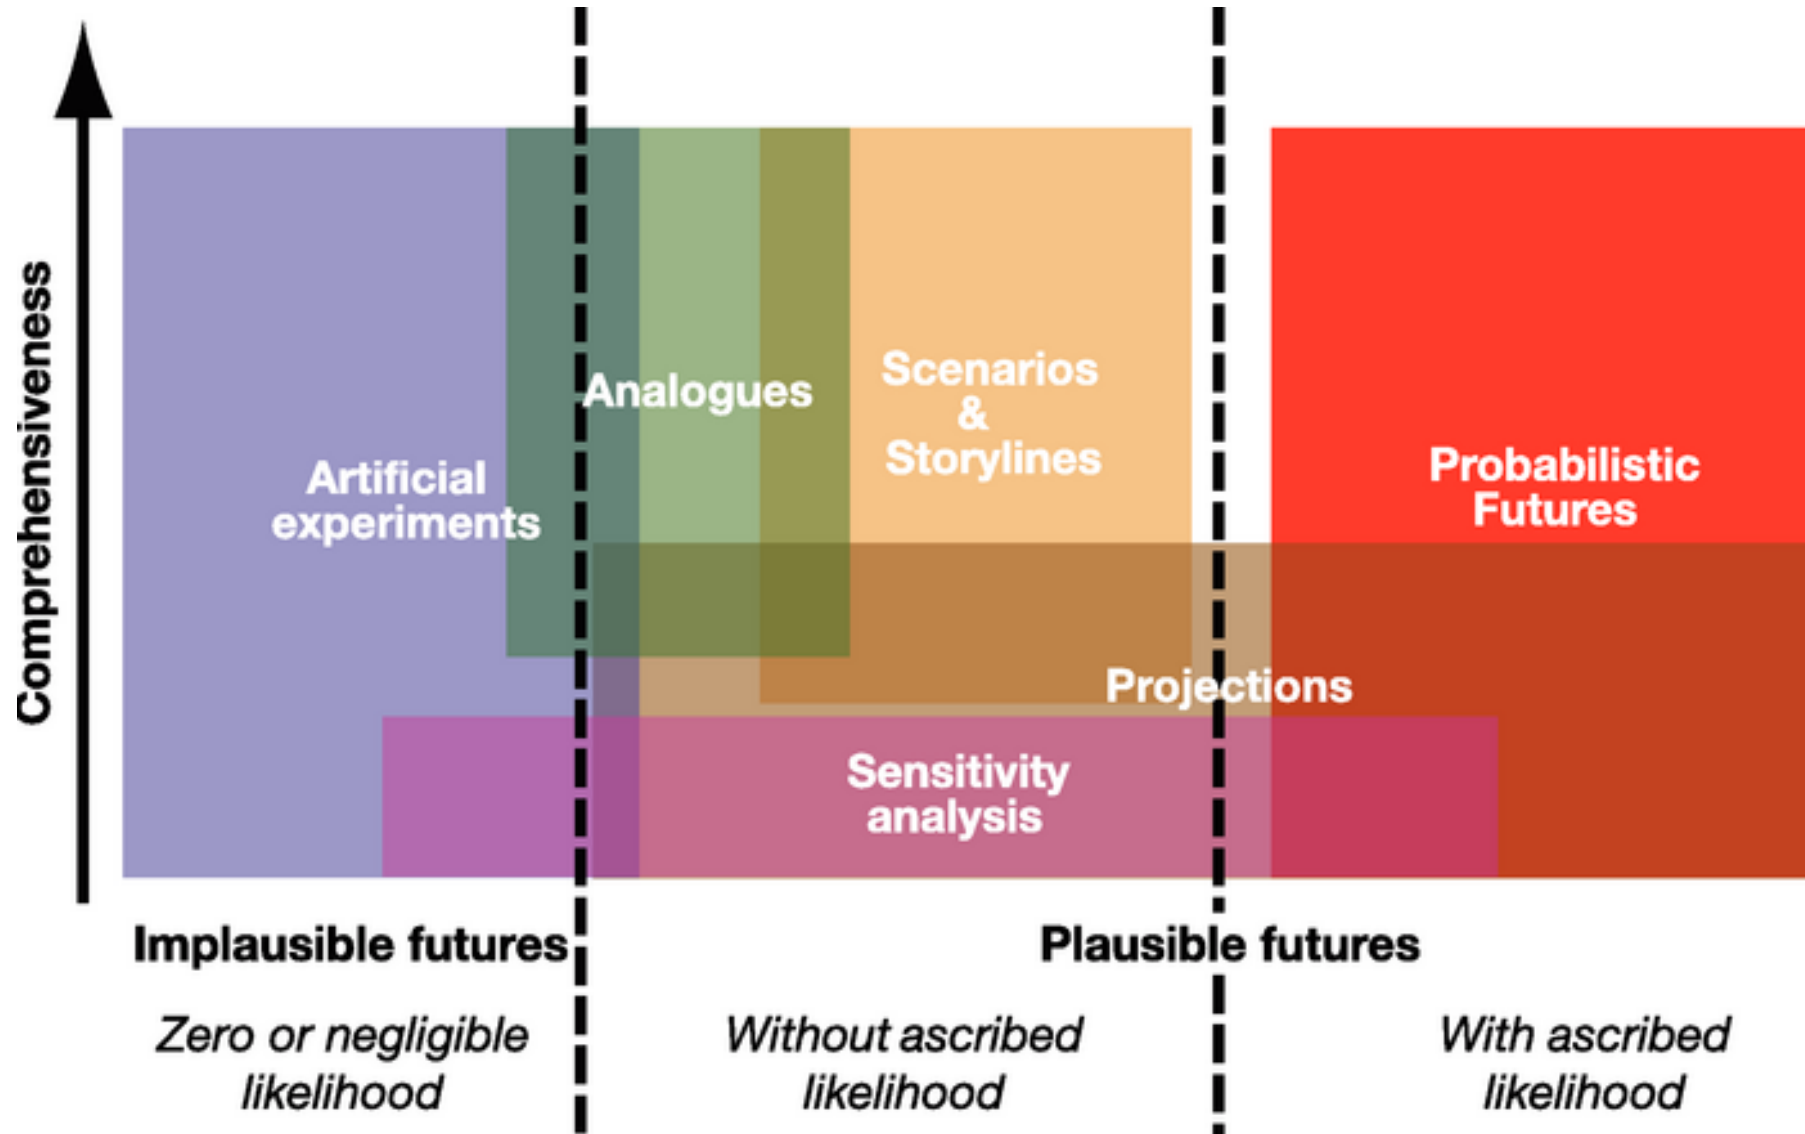 Comprehensiveness
Artificial
experiments
Analogues
Scenarios
&
Storylines
Probabilistic
Futures
Projections
Sensitivity
analysis
Implausible futures
Plausible futures
Zero or negligible
likelihood
Without ascribed
likelihood
With ascribed
likelihood